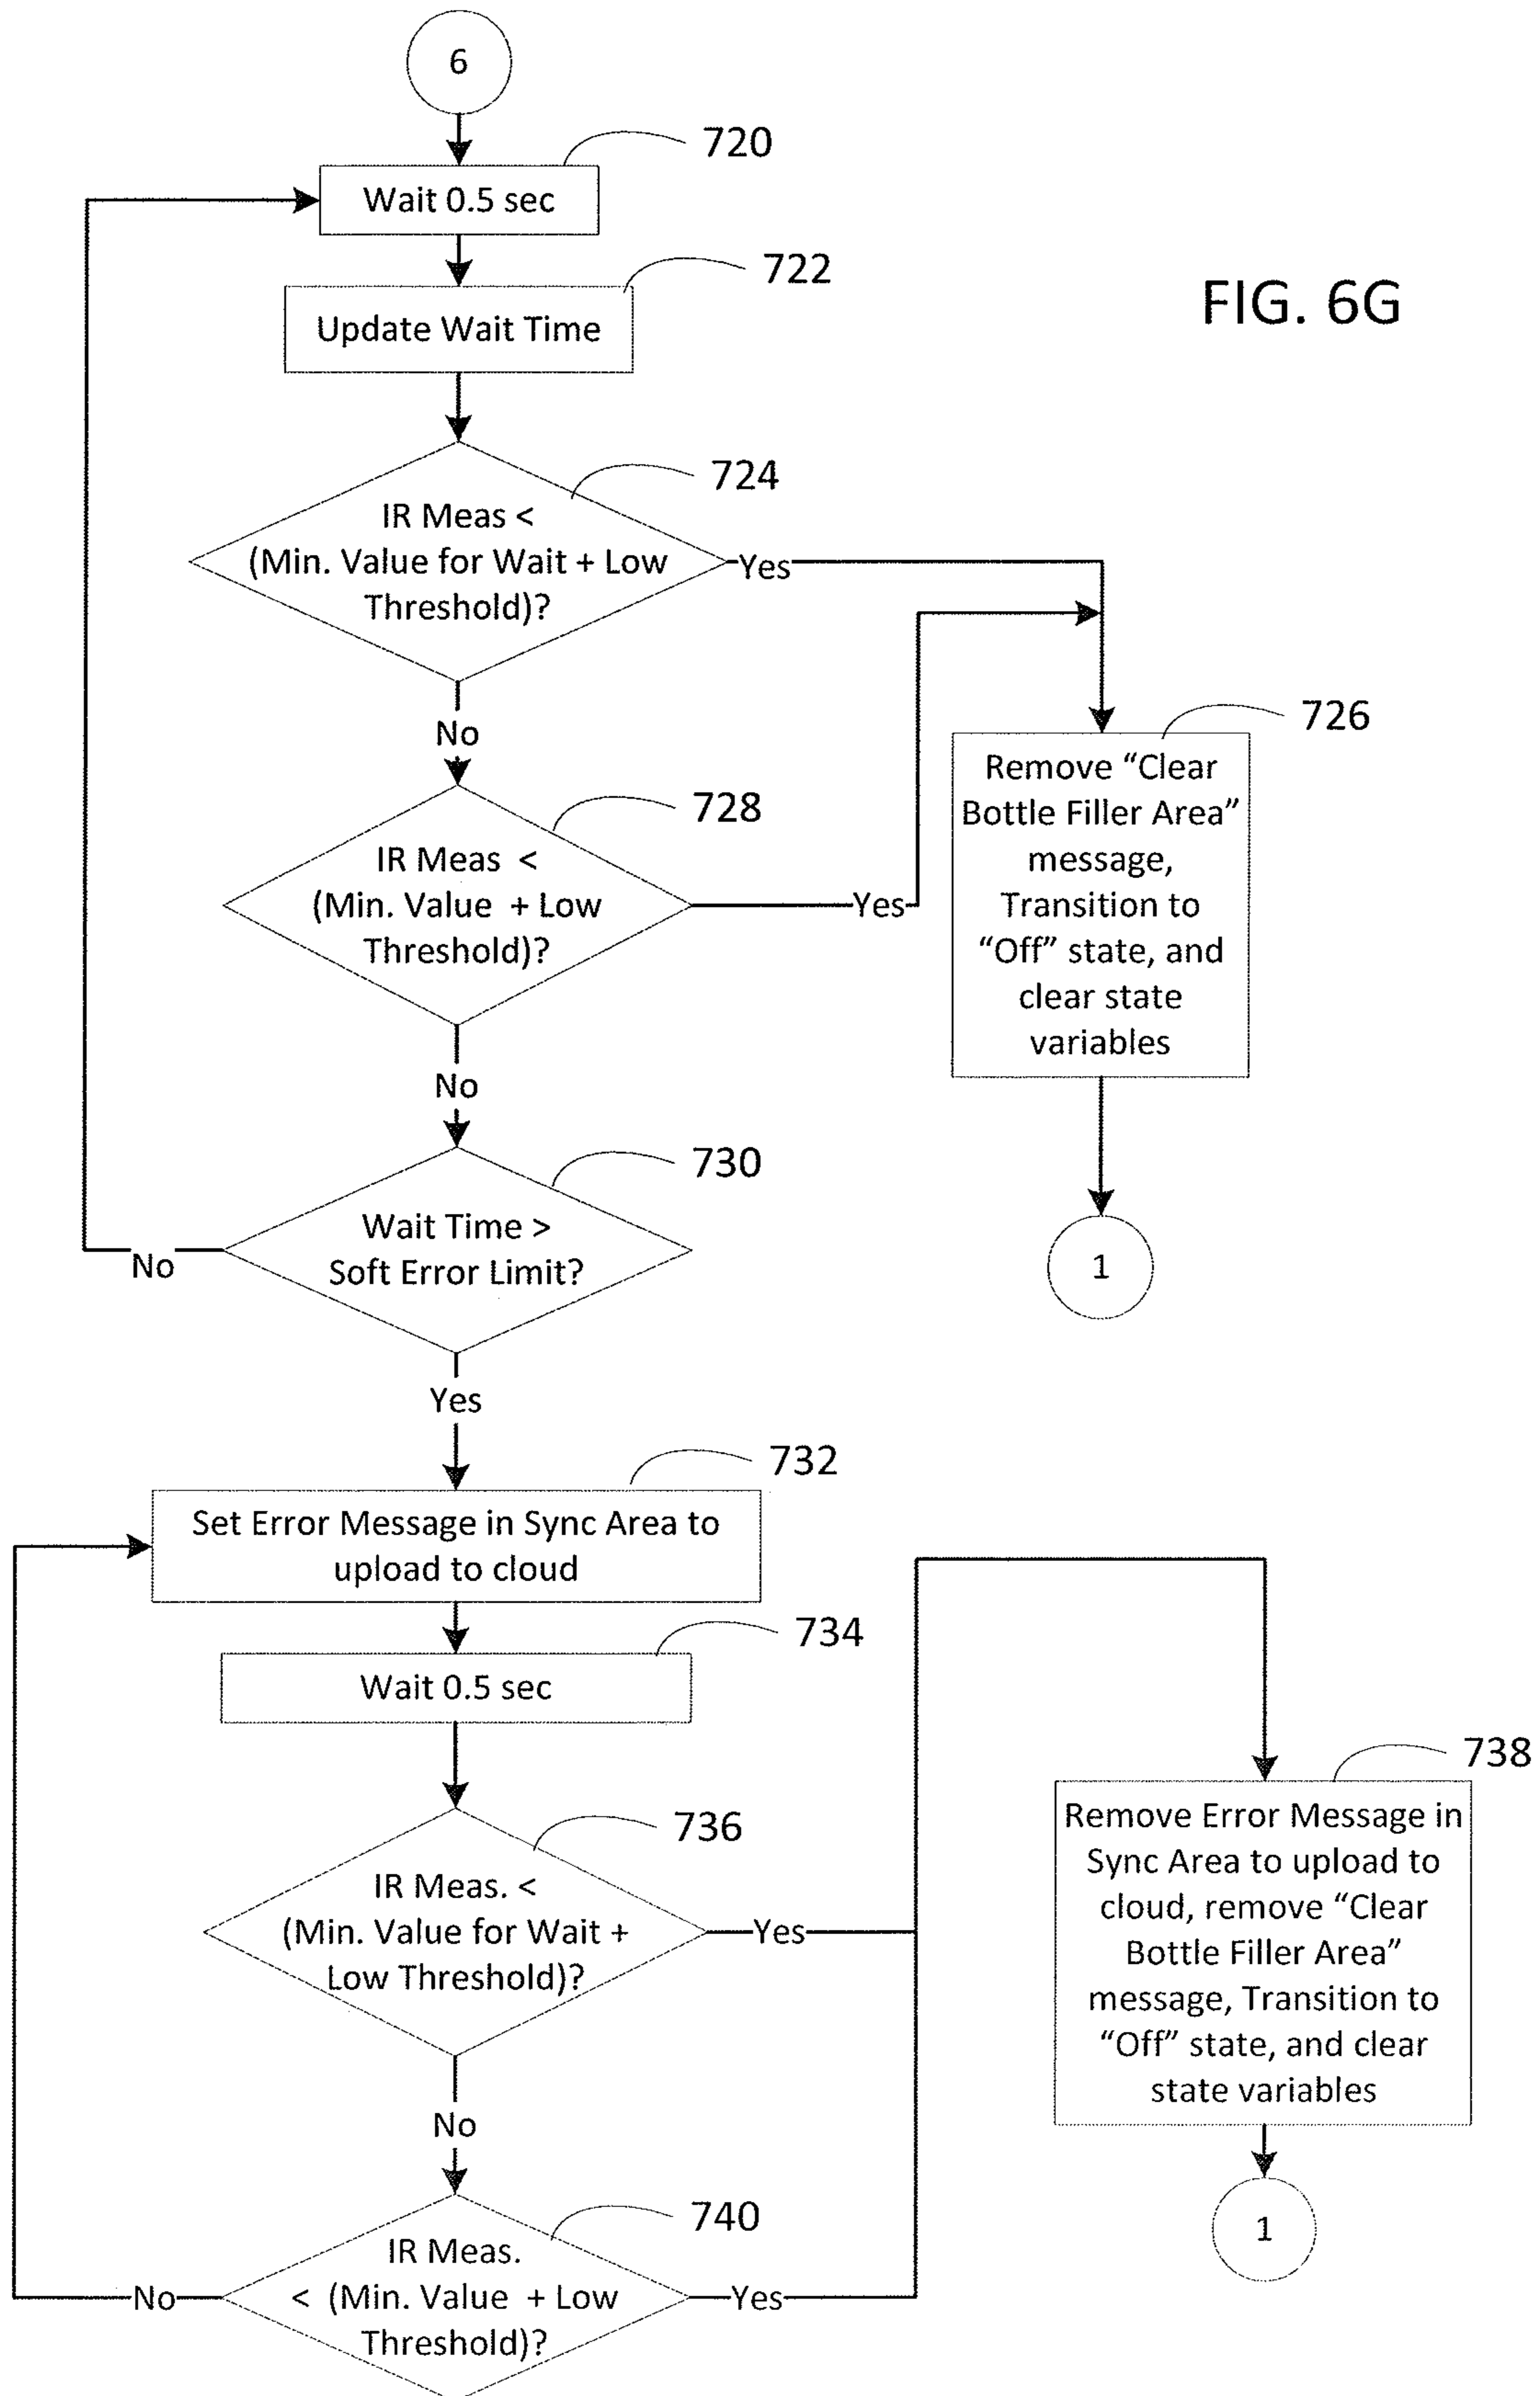 6
720
Wait 0.5 sec
722
Update Wait Time
FIG. 6G
724
IR Meas <
(Min. Value for Wait + Low
Threshold)?
Yes
No
726
Remove “Clear
Bottle Filler Area”
message,
Transition to
“Off” state, and
clear state
variables
728
IR Meas <
(Min. Value + Low
Threshold)?
Yes
No
730
Wait Time >
Soft Error Limit?
No
1
Yes
732
Set Error Message in Sync Area to
upload to cloud
734
Wait 0.5 sec
736
IR Meas. <
(Min. Value for Wait +
Low Threshold)?
Yes
738
Remove Error Message in
Sync Area to upload to
cloud, remove “Clear
Bottle Filler Area”
message, Transition to
“Off” state, and clear
state variables
No
740
IR Meas.
< (Min. Value + Low
Threshold)?
No
Yes
1